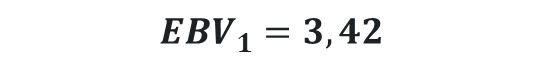 EBV₁ = 3,42